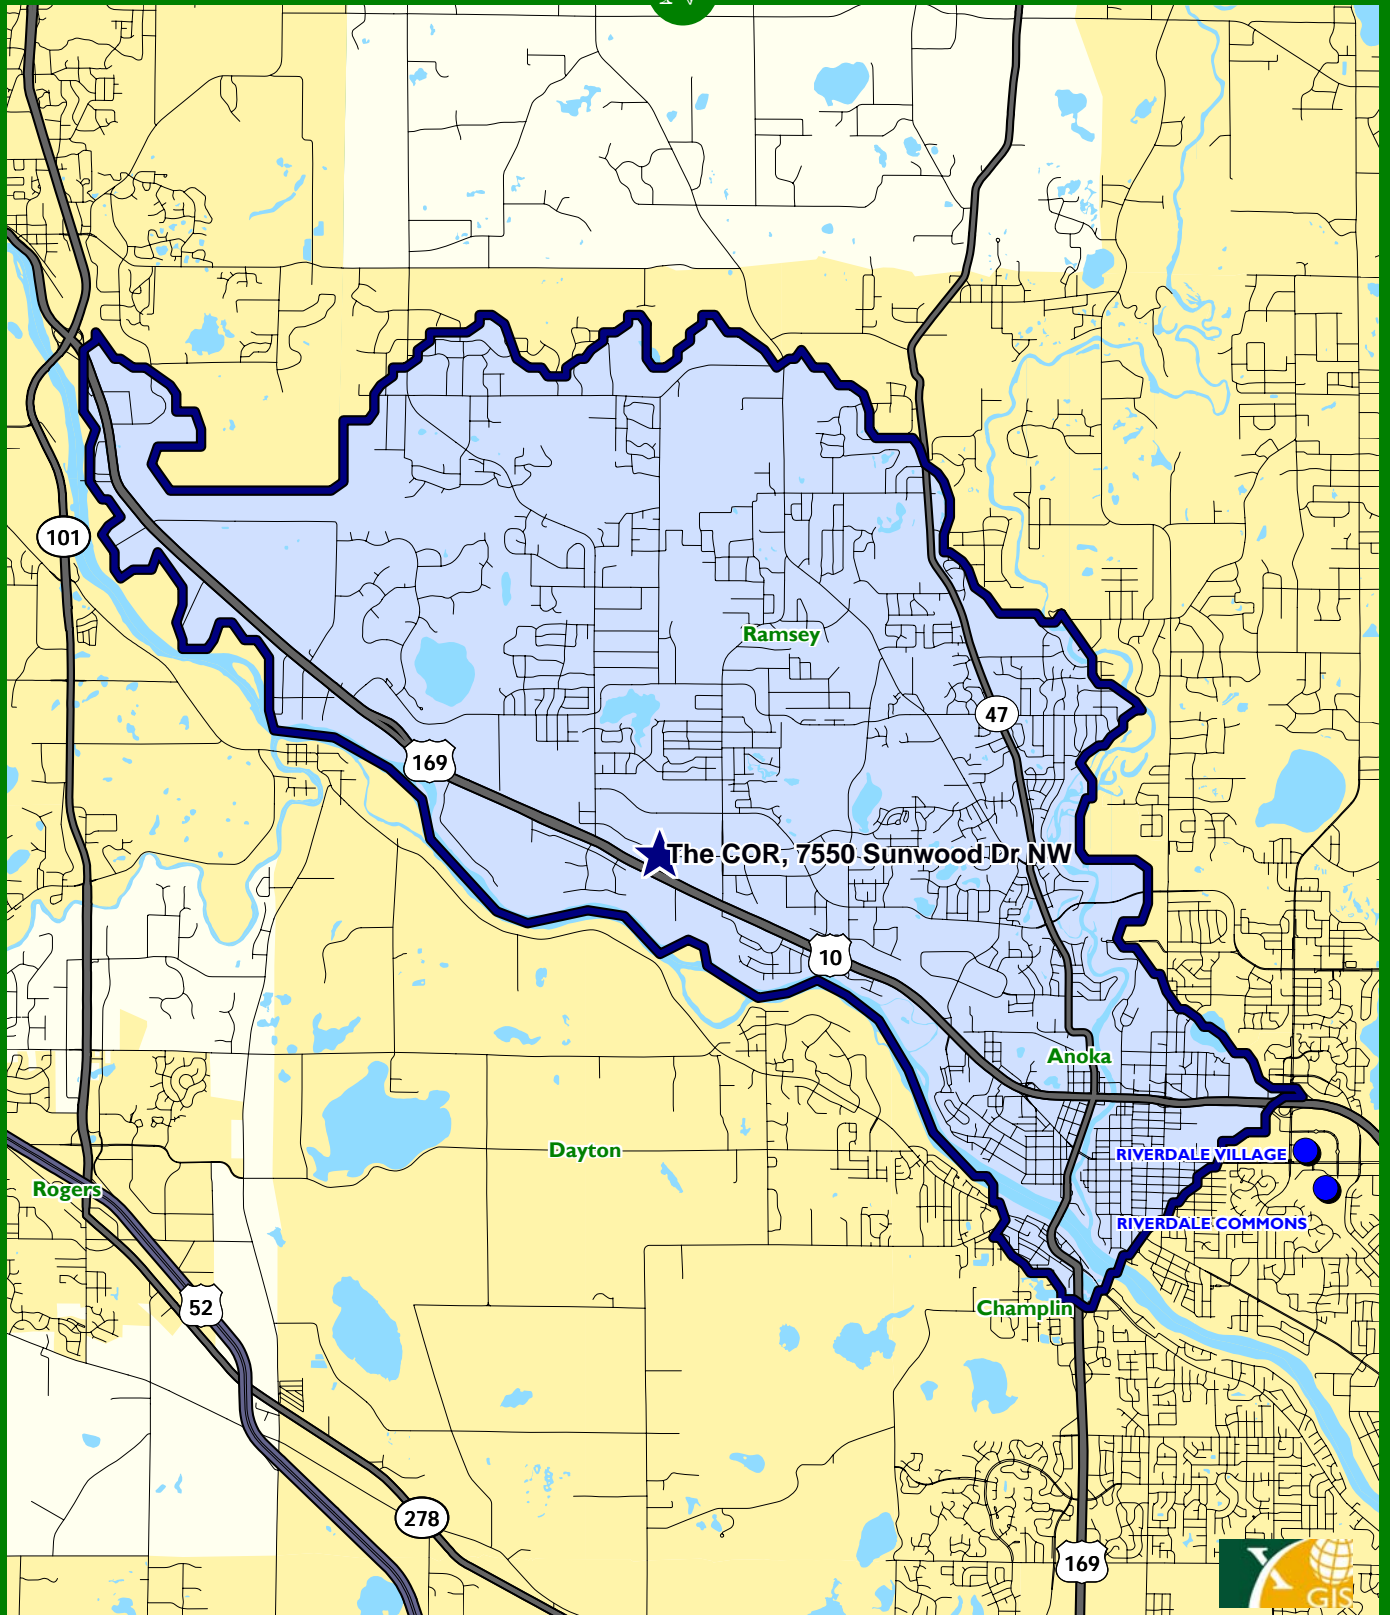 101
Ramsey
47
169
The COR, 7550 Sunwood Dr NW
10
Anoka
Dayton
RIVERDALE VILLAGE
Rogers
RIVERDALE COMMONS
52
Champlin
278
169
X
GIS